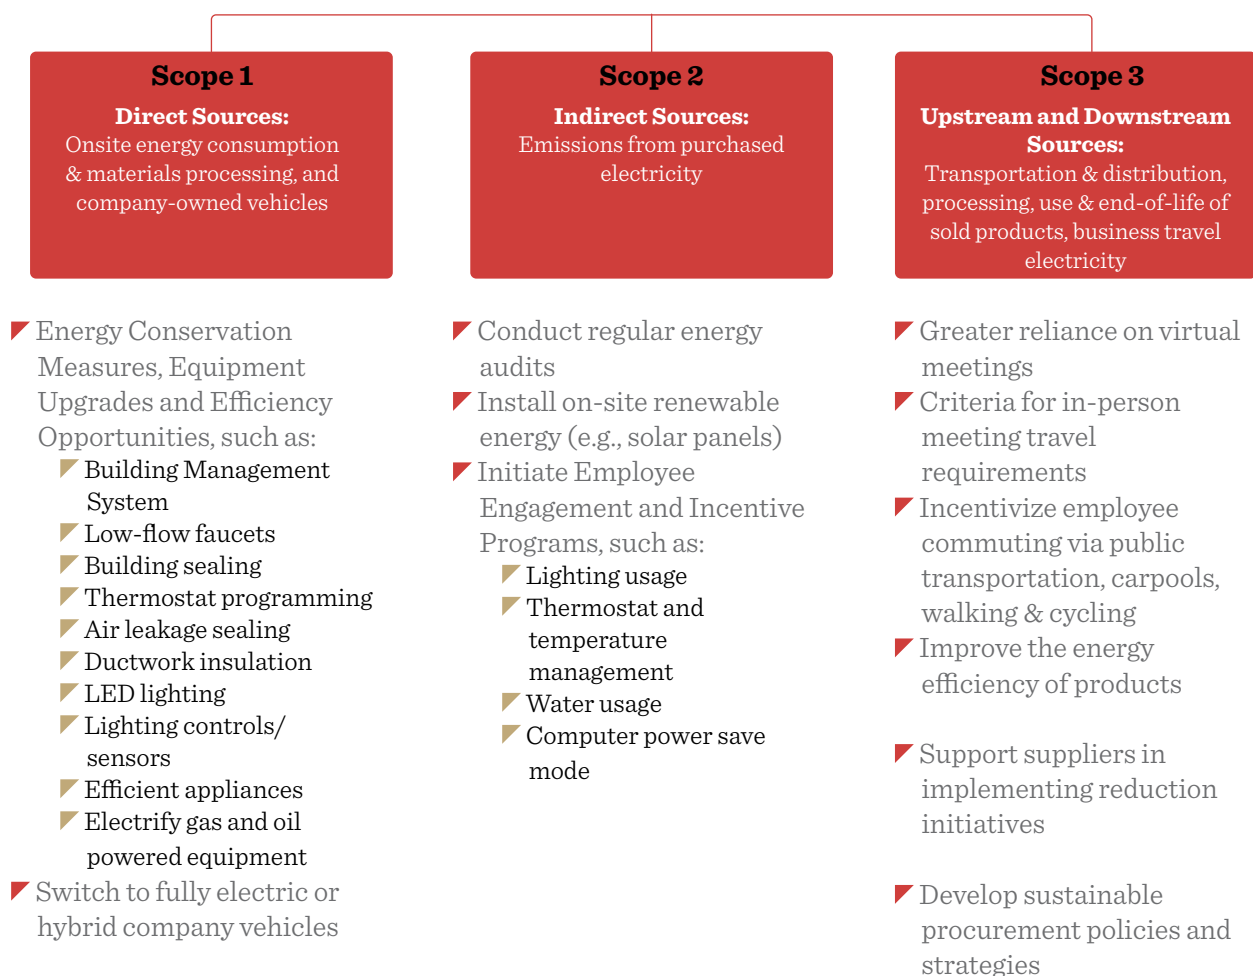 Scope 1
Direct Sources:
Onsite energy consumption
& materials processing, and
company-owned vehicles
Energy Conservation
Measures, Equipment
Upgrades and Efficiency
Opportunities, such as:
Building Management
System
Low-flow faucets
Building sealing
Thermostat programming
Air leakage sealing
Ductwork insulation
LED lighting
Lighting controls/
sensors
Efficient appliances
Electrify gas and oil
powered equipment
Switch to fully electric or
hybrid company vehicles
Scope 2
Indirect Sources:
Emissions from purchased
electricity
Conduct regular energy
audits
Install on-site renewable
energy (e.g., solar panels)
Initiate Employee
Engagement and Incentive
Programs, such as:
Lighting usage
Thermostat and
temperature
management
Water usage
Computer power save
mode
Scope 3
Upstream and Downstream
Sources:
Transportation & distribution,
processing, use & end-of-life of
sold products, business travel
electricity
Greater reliance on virtual
meetings
Criteria for in-person
meeting travel
requirements
Incentivize employee
commuting via public
transportation, carpools,
walking & cycling
Improve the energy
efficiency of products
Support suppliers in
implementing reduction
initiatives
Develop sustainable
procurement policies and
strategies